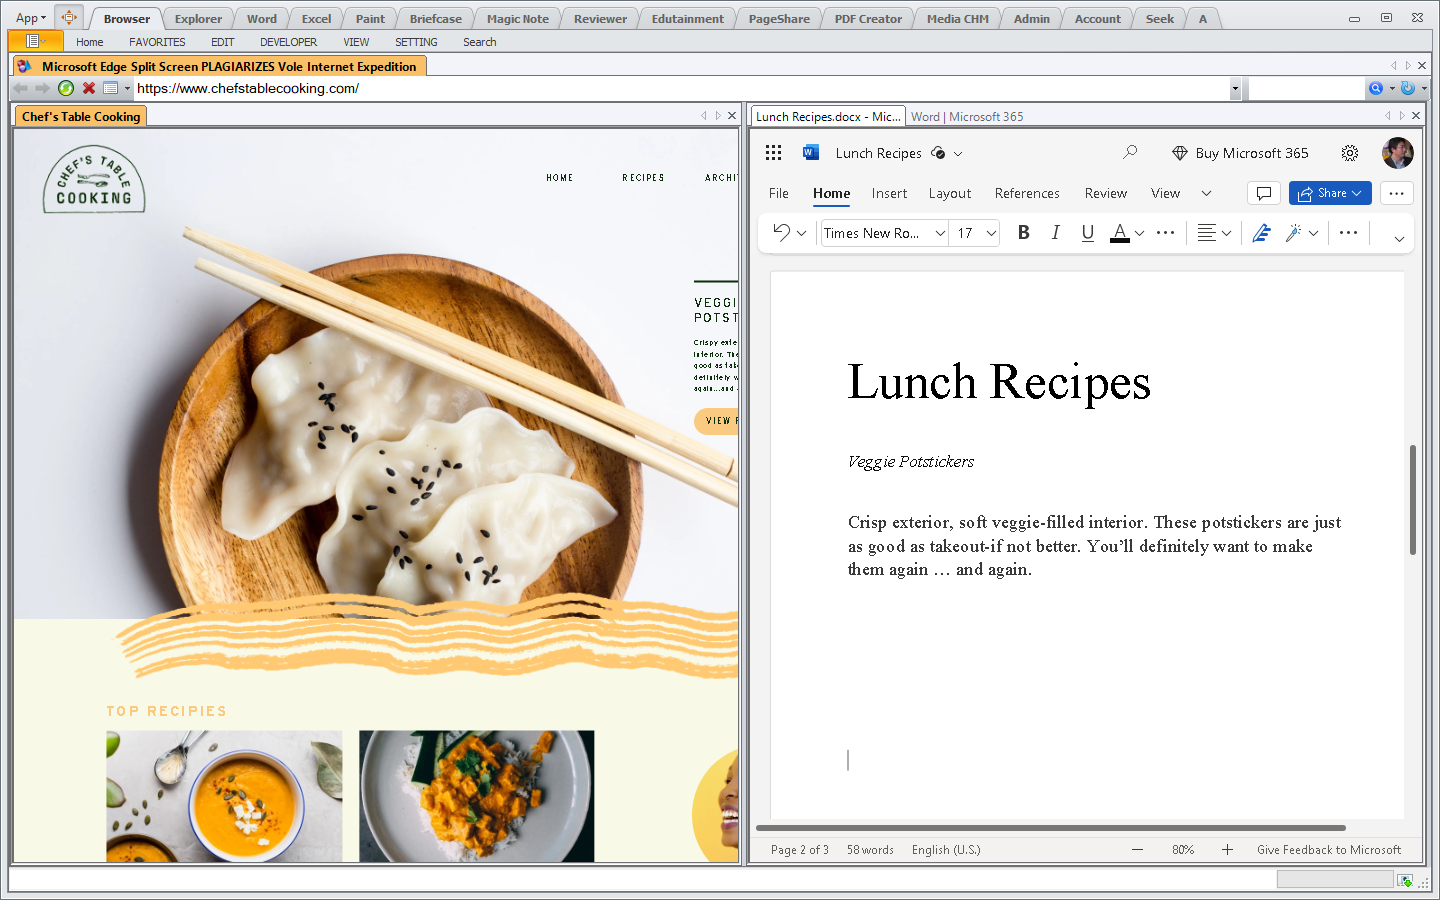 App
Browser
Explorer
Word
Excel
Paint
Briefcase
Magic Note
Reviewer
Edutainment
PageShare
PDF Creator
Media CHM
Admin
Account
Seek
A
Home
FAVORITES
EDIT
DEVELOPER
VIEW
SETTING
Search
Microsoft Edge Split Screen PLAGIARIZES Vole Internet Expedition
https://www.chefstablecooking.com/
Chef's Table Cooking
CHEF'S TABLE
COOKING
HOME
RECIPES
VEGGI
POTST
Crispy exte
interior. The
good as take
definitely w
again...and
VIEW
TOP RECIPIES
Lunch Recipes.docx - Mic...
Word | Microsoft 365
Lunch Recipes
Buy Microsoft 365
File
Home
Insert
Layout
References
Review
View
Share
Times New Ro...
17
B
I
U
A
Lunch Recipes
Veggie Potstickers
Crisp exterior, soft veggie-filled interior. These potstickers are just
as good as takeout-if not better. You’ll definitely want to make
them again … and again.
Page 2 of 3
58 words
English (U.S.)
80%
Give Feedback to Microsoft